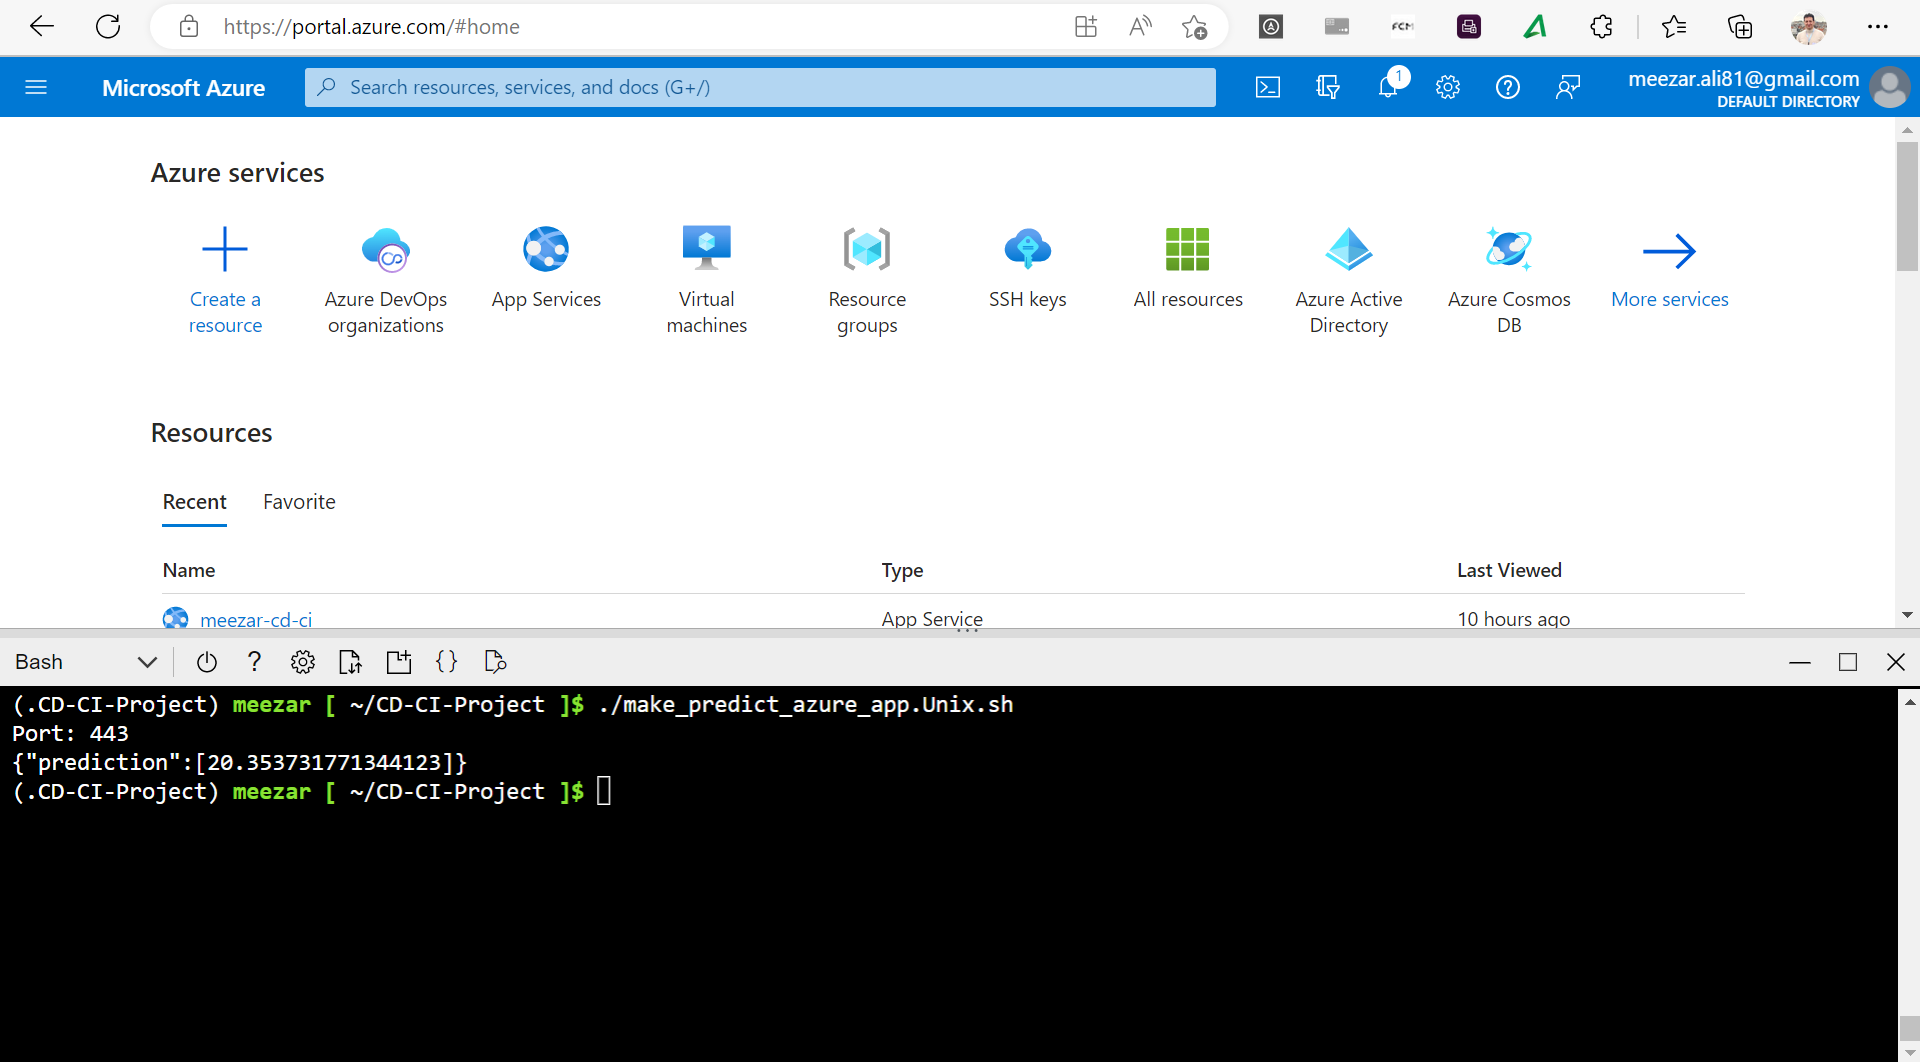 https://portal.azure.com/#home
FCM
Microsoft Azure
Search resources, services, and docs (G+/)
1
meezar.ali81@gmail.com
DEFAULT DIRECTORY
Azure services
Create a resource
Azure DevOps organizations
App Services
Virtual machines
Resource groups
SSH keys
All resources
Azure Active Directory
Azure Cosmos DB
More services
Resources
Recent Favorite
Name Type Last Viewed
meezar-cd-ci App Service 10 hours ago
Bash
(.CD-CI-Project) meezar [ ~/CD-CI-Project ]$ ./make_predict_azure_app.Unix.sh
Port: 443
{"prediction":[20.353731771344123]}
(.CD-CI-Project) meezar [ ~/CD-CI-Project ]$